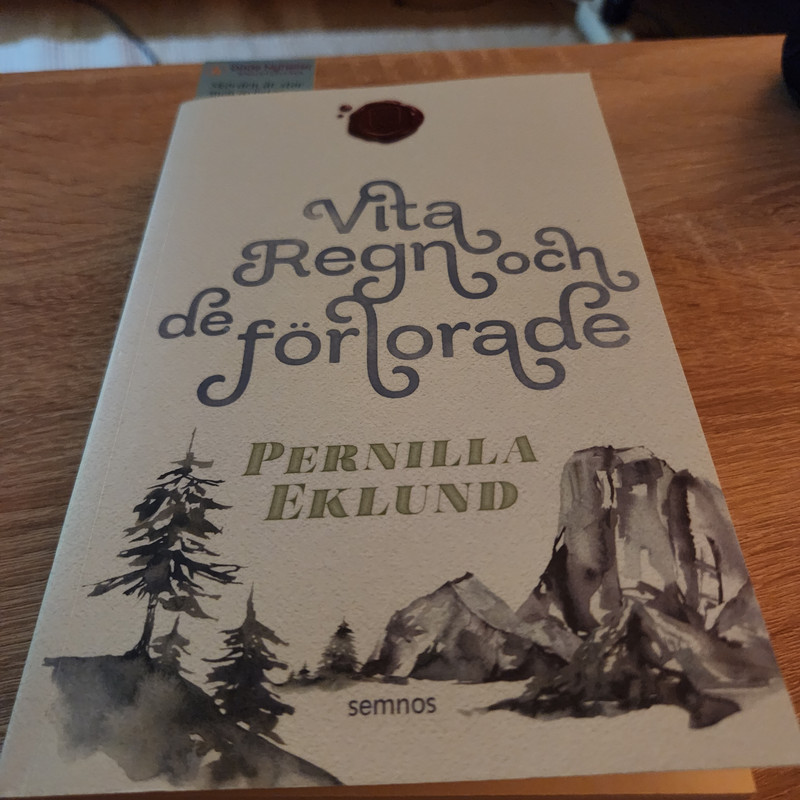 Vita
Regn och
de förlorade
PERNILLA
EKLUND
semnos